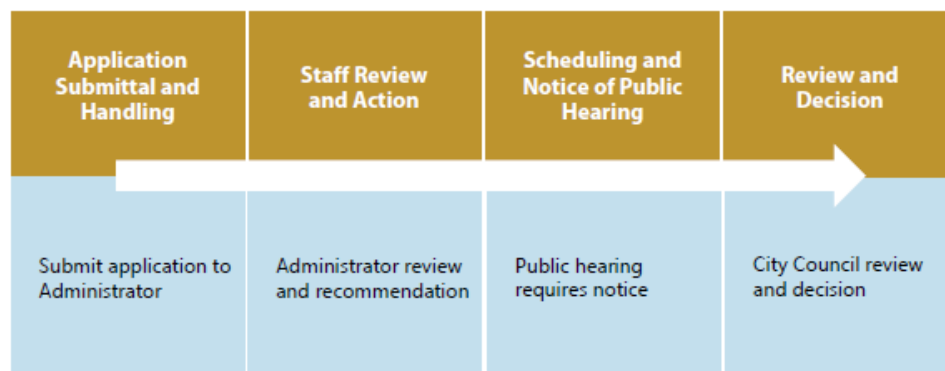 Application
Submittal and
Handling
Staff Review
and Action
Scheduling and
Notice of Public
Hearing
Review and
Decision
Submit application to
Administrator
Administrator review
and recommendation
Public hearing
requires notice
City Council review
and decision